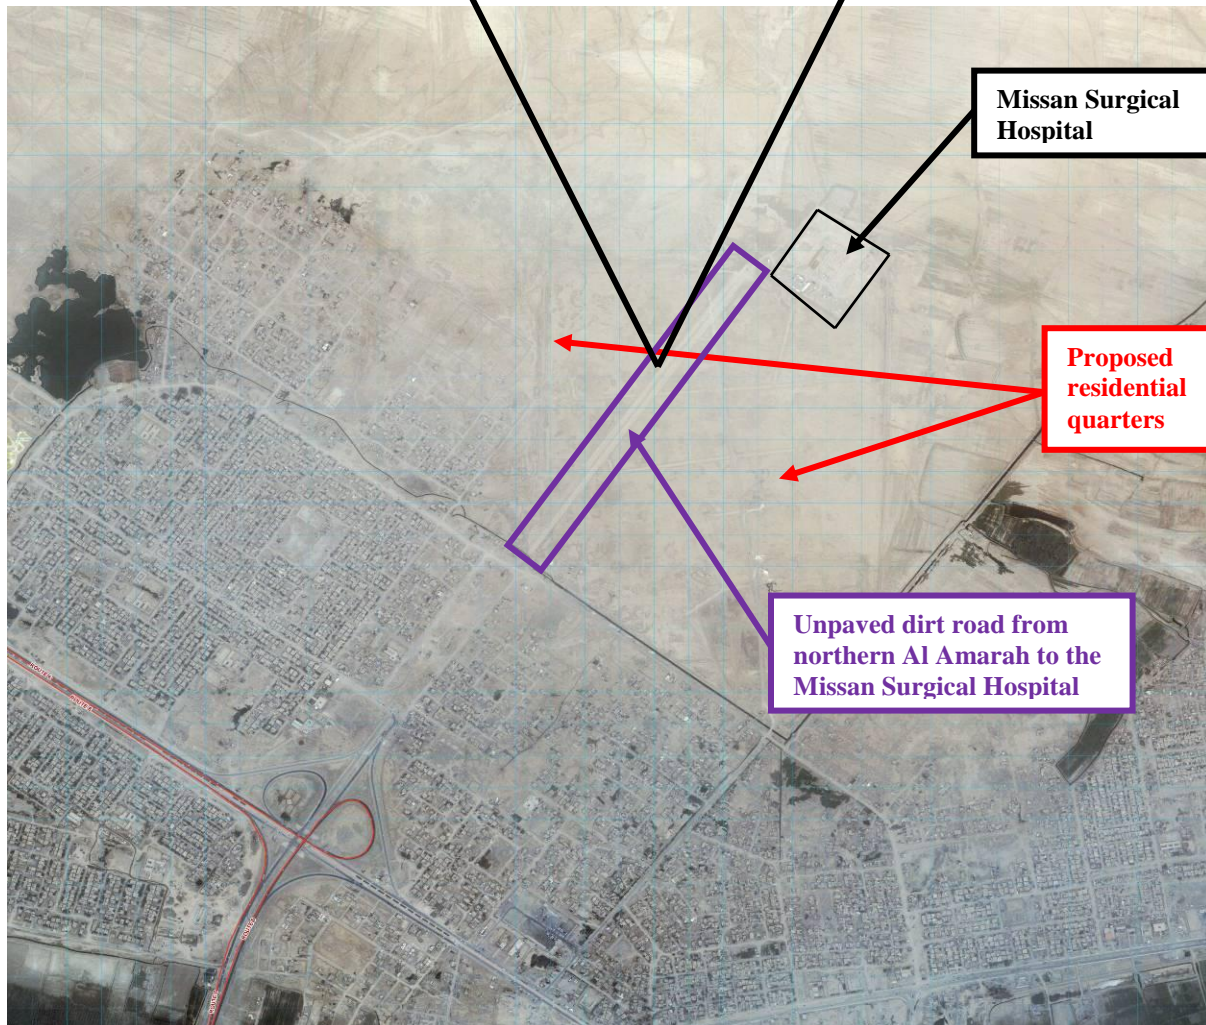 Missan Surgical
Hospital
Proposed
residential
quarters
Unpaved dirt road from
northern Al Amarah to the
Missan Surgical Hospital